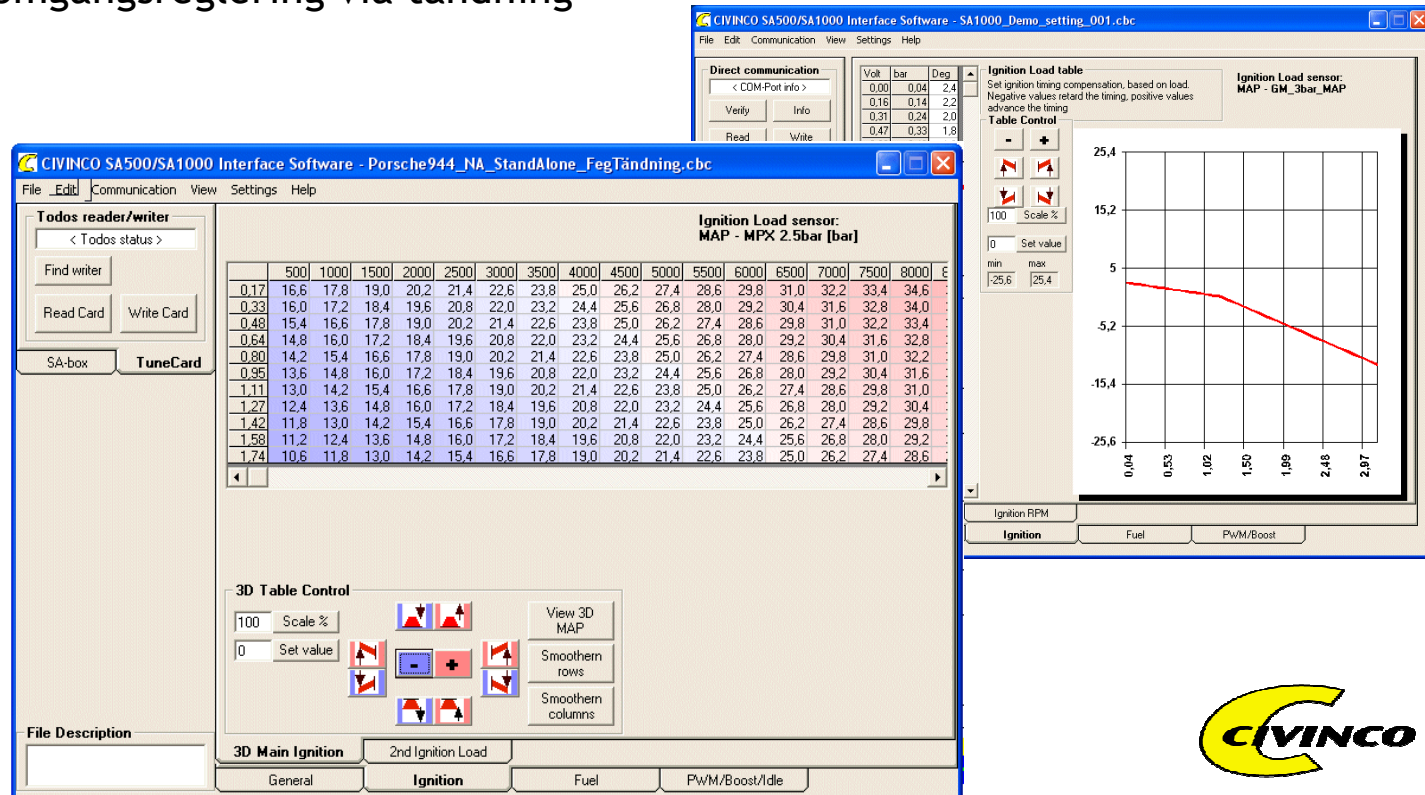 omgångsreglering via tändning
CIVINCO SA500/SA1000 Interface Software - SA1000_Demo_setting_001.cbc
File Edit Communication View Settings Help
Direct communication
< COM-Port info >
Verify Info
Read Write
Volt bar Deg
0,00 0,04 2,4
0,16 0,14 2,2
0,31 0,24 2,0
0,47 0,33 1,8
Ignition Load table
Set ignition timing compensation, based on load.
Negative values retard the timing, positive values
advance the timing
Ignition Load sensor:
MAP - GM_3bar_MAP
Table Control
- +
100 Scale %
0 Set value
min max
-25,6 25,4
25,4
15,2
5
-5,2
-15,4
-25,6
0,04 0,53 1,02 1,50 1,99 2,48 2,97
Ignition RPM
Ignition Fuel PWM/Boost
CIVINCO SA500/SA1000 Interface Software - Porsche944_NA_StandAlone_FegTändning.cbc
File Edit Communication View Settings Help
Todos reader/writer
< Todos status >
Find writer
Read Card Write Card
SA-box TuneCard
Ignition Load sensor:
MAP - MPX 2.5bar [bar]
500 1000 1500 2000 2500 3000 3500 4000 4500 5000 5500 6000 6500 7000 7500 8000
0,17 16,6 17,8 19,0 20,2 21,4 22,6 23,8 25,0 26,2 27,4 28,6 29,8 31,0 32,2 33,4 34,6
0,33 16,0 17,2 18,4 19,6 20,8 22,0 23,2 24,4 25,6 26,8 28,0 29,2 30,4 31,6 32,8 34,0
0,48 15,4 16,6 17,8 19,0 20,2 21,4 22,6 23,8 25,0 26,2 27,4 28,6 29,8 31,0 32,2 33,4
0,64 14,8 16,0 17,2 18,4 19,6 20,8 22,0 23,2 24,4 25,6 26,8 28,0 29,2 30,4 31,6 32,8
0,80 14,2 15,4 16,6 17,8 19,0 20,2 21,4 22,6 23,8 25,0 26,2 27,4 28,6 29,8 31,0 32,2
0,95 13,6 14,8 16,0 17,2 18,4 19,6 20,8 22,0 23,2 24,4 25,6 26,8 28,0 29,2 30,4 31,6
1,11 13,0 14,2 15,4 16,6 17,8 19,0 20,2 21,4 22,6 23,8 25,0 26,2 27,4 28,6 29,8 31,0
1,27 12,4 13,6 14,8 16,0 17,2 18,4 19,6 20,8 22,0 23,2 24,4 25,6 26,8 28,0 29,2 30,4
1,42 11,8 13,0 14,2 15,4 16,6 17,8 19,0 20,2 21,4 22,6 23,8 25,0 26,2 27,4 28,6 29,8
1,58 11,2 12,4 13,6 14,8 16,0 17,2 18,4 19,6 20,8 22,0 23,2 24,4 25,6 26,8 28,0 29,2
1,74 10,6 11,8 13,0 14,2 15,4 16,6 17,8 19,0 20,2 21,4 22,6 23,8 25,0 26,2 27,4 28,6
3D Table Control
100 Scale %
0 Set value
- +
View 3D
MAP
Smoothern
rows
Smoothern
columns
File Description
3D Main Ignition 2nd Ignition Load
General Ignition Fuel PWM/Boost/Idle
CIVINCO